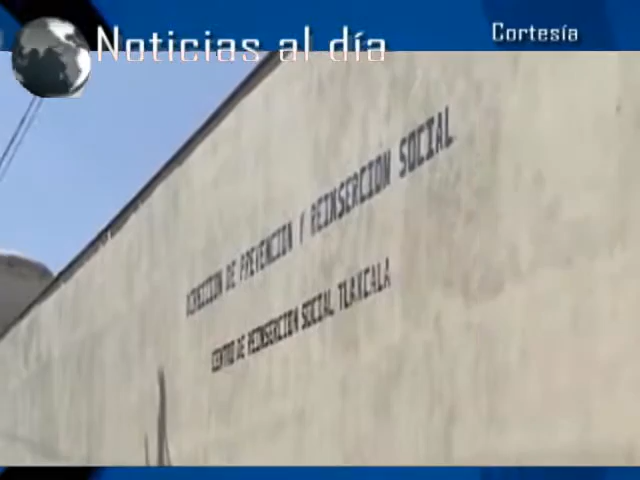 Noticias al día
Cortesía
DIRECCION DE PREVENCION Y REINSERCION SOCIAL
CENTRO DE REINSERCION SOCIAL TLAXCALA